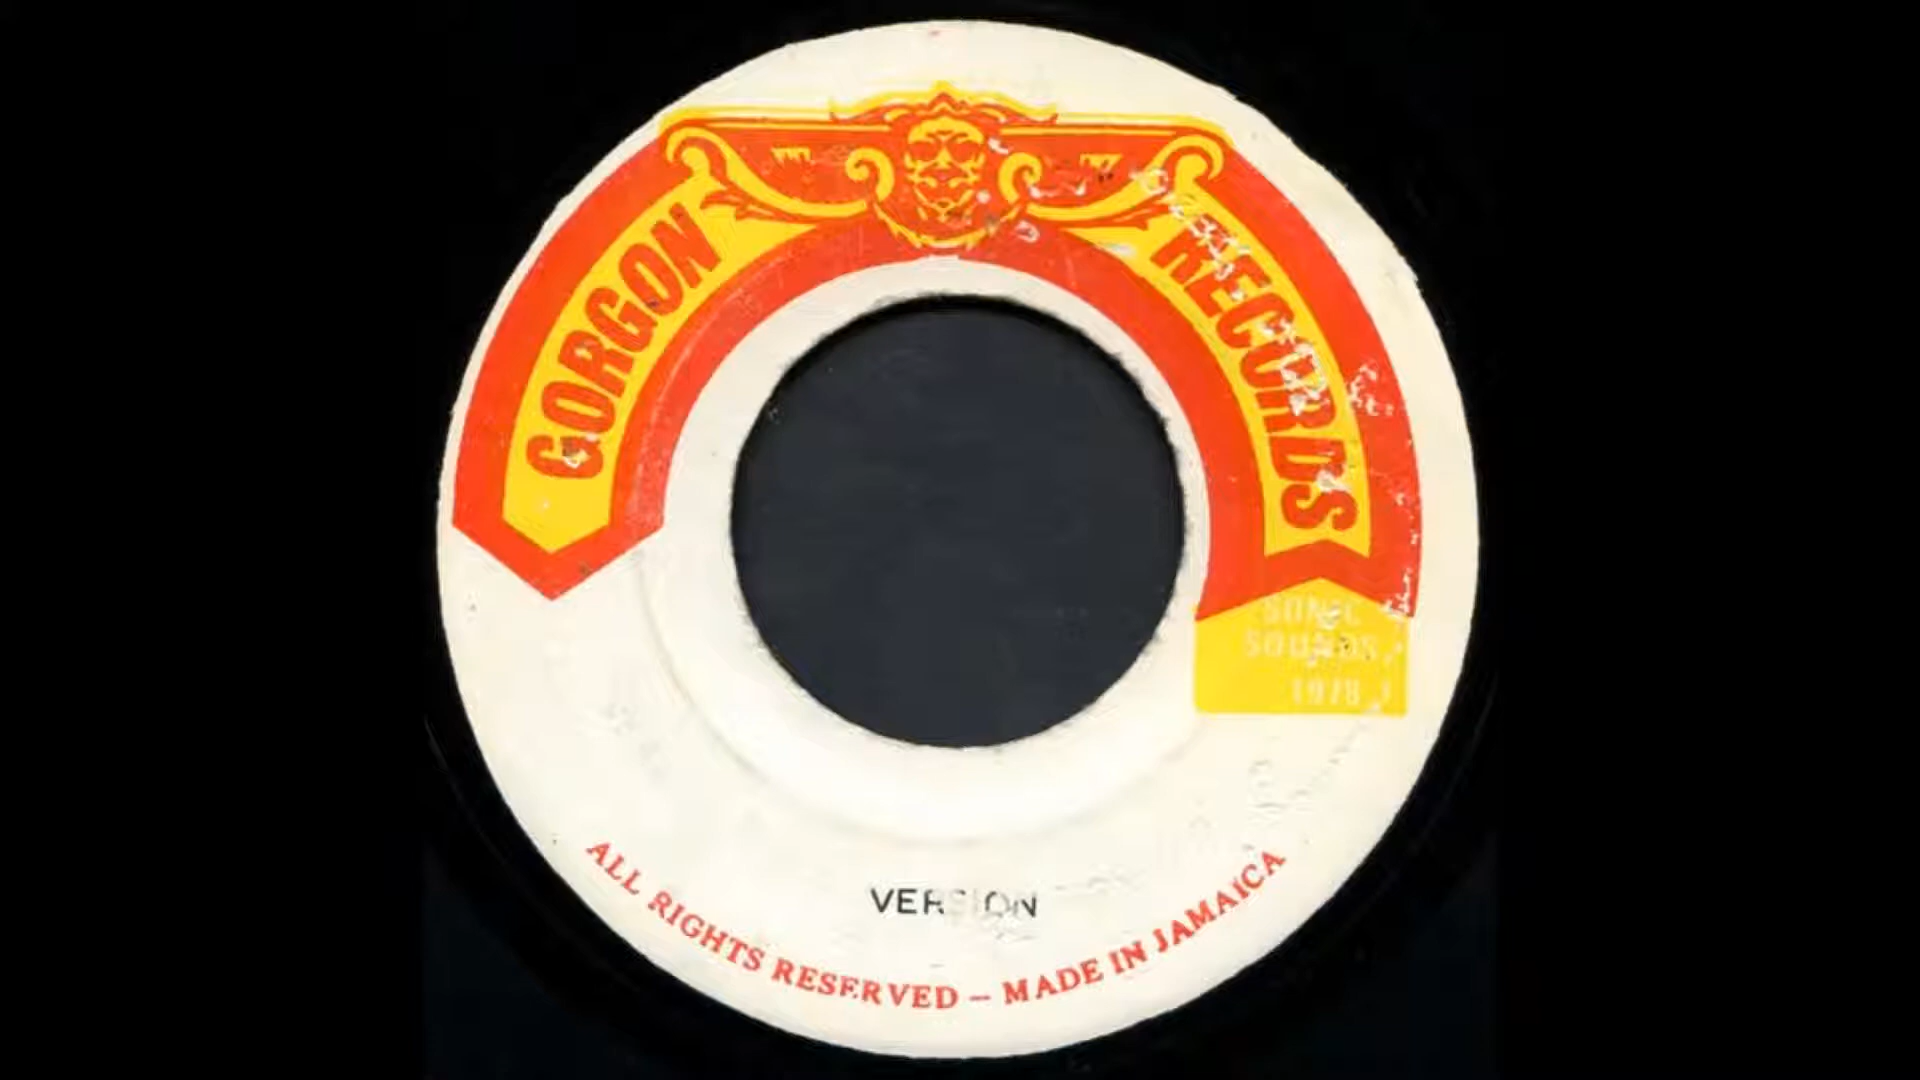 GORGON
RECORDS
SONIC
SOUNDS
1978
VERSION
ALL RIGHTS RESERVED – MADE IN JAMAICA